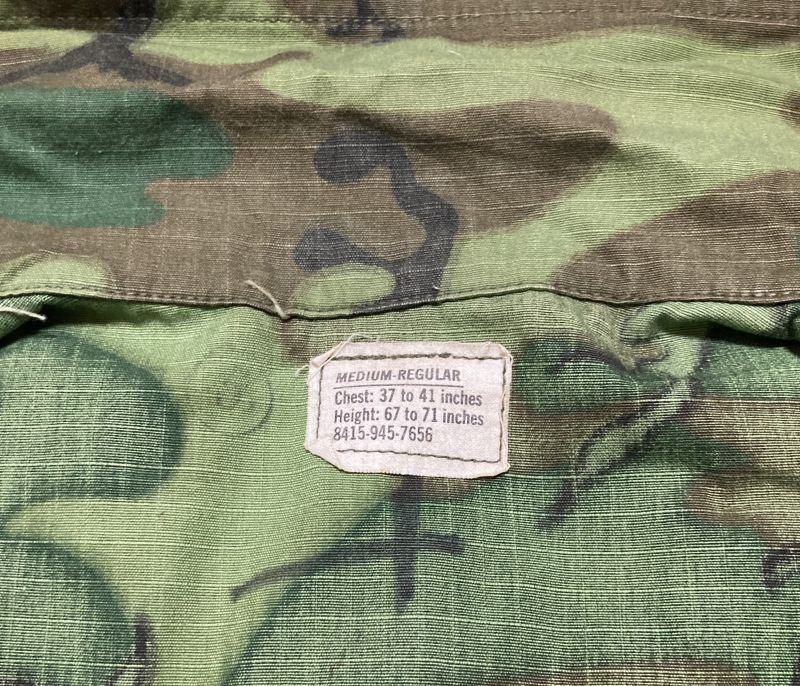 MEDIUM-REGULAR
Chest: 37 to 41 inches
Height: 67 to 71 inches
8415-945-7656